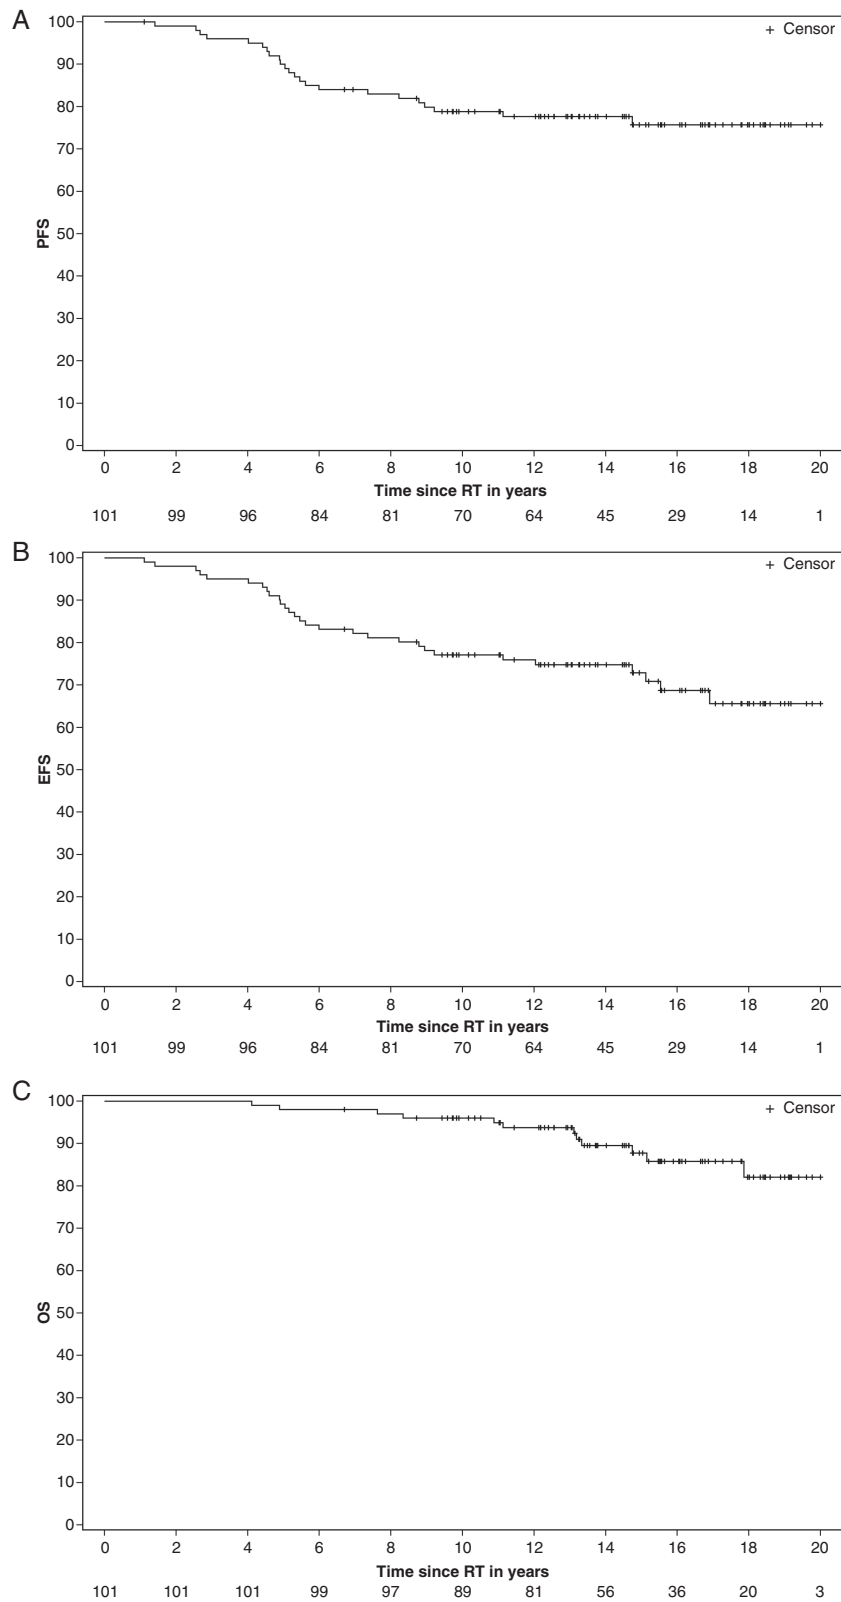 A
+ Censor
100
90
80
70
60
50
40
30
20
10
0
PFS
0 2 4 6 8 10 12 14 16 18 20
Time since RT in years
101 99 96 84 81 70 64 45 29 14 1
B
+ Censor
100
90
80
70
60
50
40
30
20
10
0
EFS
0 2 4 6 8 10 12 14 16 18 20
Time since RT in years
101 99 96 84 81 70 64 45 29 14 1
C
+ Censor
100
90
80
70
60
50
40
30
20
10
0
OS
0 2 4 6 8 10 12 14 16 18 20
Time since RT in years
101 101 101 99 97 89 81 56 36 20 3